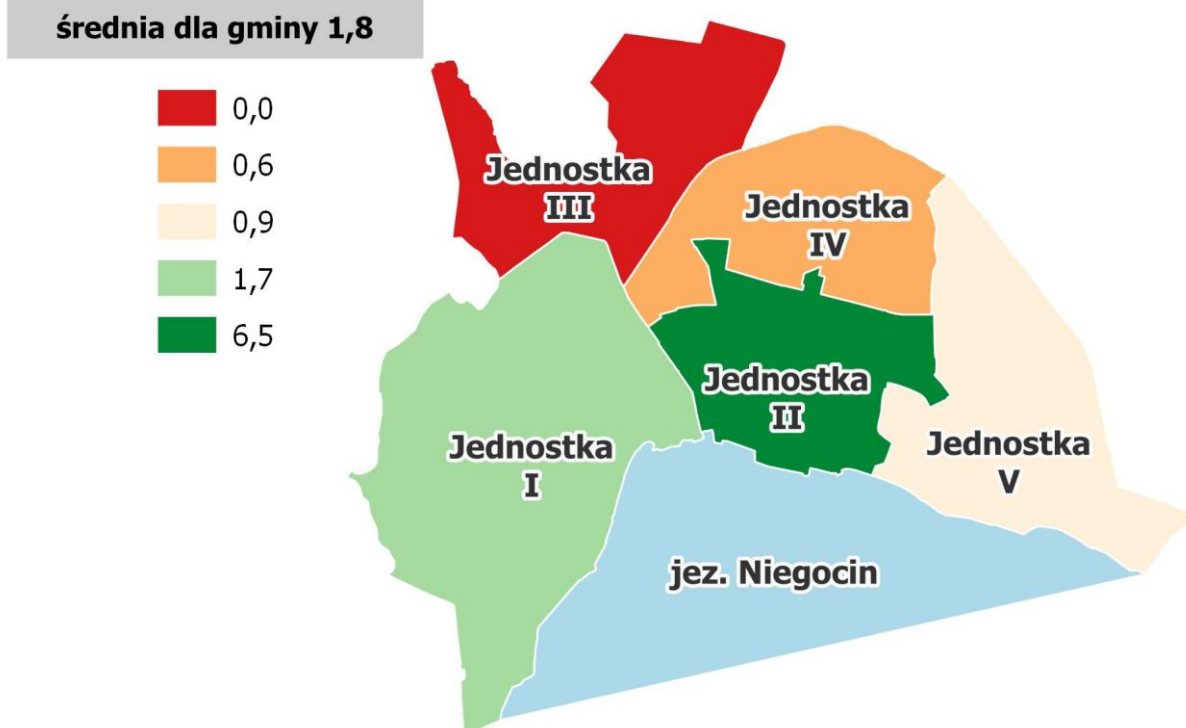 średnia dla gminy 1,8
0,0
0,6
0,9
1,7
6,5
Jednostka
III
Jednostka
IV
Jednostka
II
Jednostka
I
Jednostka
V
jez. Niegocin